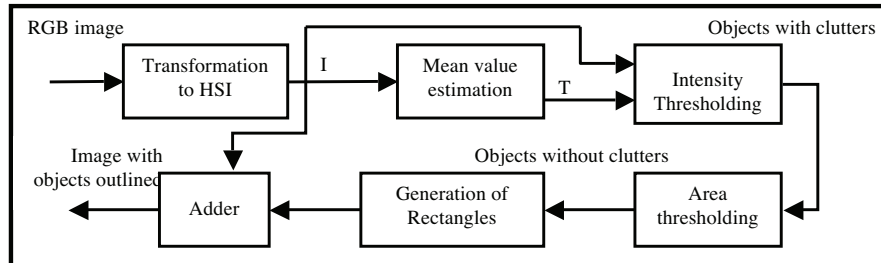 RGB image
Objects with clutters
Transformation
to HSI
I
Mean value
estimation
T
Intensity
Thresholding
Image with
objects outlined
Objects without clutters
Adder
Generation of
Rectangles
Area
thresholding